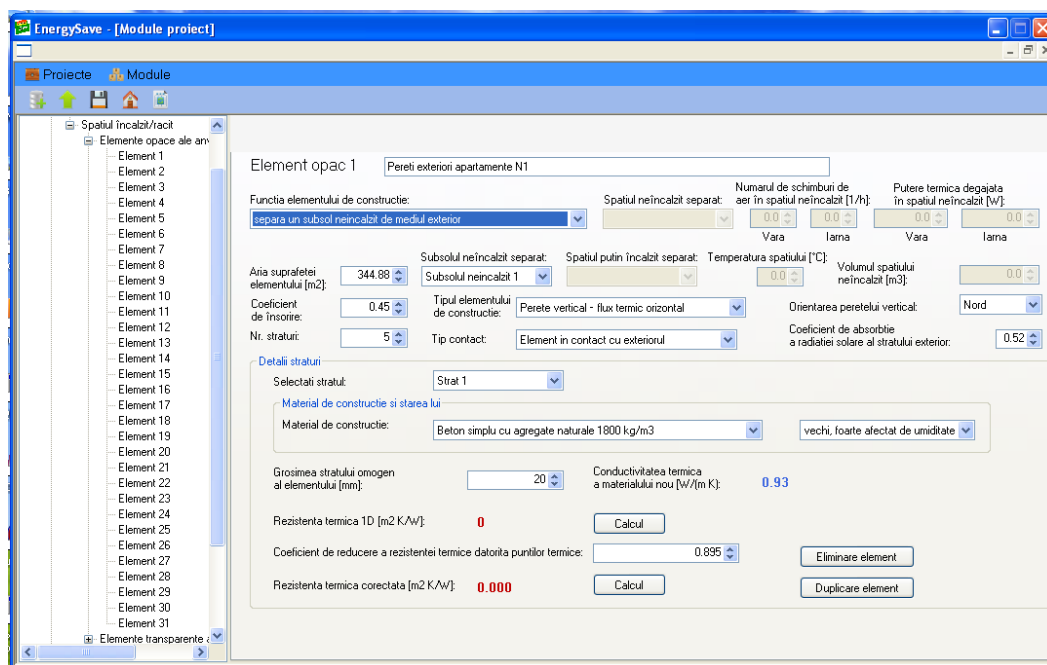 EnergySave - [Module proiect]
Proiecte Module
Spatiul încalzit/racit
Elemente opace ale anv
Element 1
Element 2
Element 3
Element 4
Element 5
Element 6
Element 7
Element 8
Element 9
Element 10
Element 11
Element 12
Element 13
Element 14
Element 15
Element 16
Element 17
Element 18
Element 19
Element 20
Element 21
Element 22
Element 23
Element 24
Element 25
Element 26
Element 27
Element 28
Element 29
Element 30
Element 31
Elemente transparente a
Element opac 1 Pereti exteriori apartamente N1
Functia elementului de constructie:
separa un subsol neincalzit de mediul exterior
Spatiul neîncalzit separat:
Numarul de schimburi de
aer în spatiul neîncalzit [1/h]:
0.0 0.0
Vara Iarna
Putere termica degajata
în spatiul neîncalzit [W]:
0.0 0.0
Vara Iarna
Aria suprafetei
elementului [m2]:
344.88
Subsolul neîncalzit separat:
Subsolul neincalzit 1
Spatiul putin încalzit separat:
Temperatura spatiului [°C]:
0.0
Volumul spatiului
neîncalzit [m3]:
0.0
Coeficient
de însorire:
0.45
Tipul elementului
de constructie:
Perete vertical - flux termic orizontal
Orientarea peretelui vertical:
Nord
Nr. straturi:
5
Tip contact:
Element in contact cu exteriorul
Coeficient de absorbtie
a radiatiei solare al stratului exterior:
0.52
Detalii straturi
Selectati stratul:
Strat 1
Material de constructie si starea lui
Material de constructie:
Beton simplu cu agregate naturale 1800 kg/m3
vechi, foarte afectat de umiditate
Grosimea stratului omogen
al elementului [mm]:
20
Conductivitatea termica
a materialului nou [W/(m K]:
0.93
Rezistenta termica 1D [m2 K/W]:
0
Calcul
Coeficient de reducere a rezistentei termice datorita puntilor termice:
0.895
Eliminare element
Rezistenta termica corectata [m2 K/W]:
0.000
Calcul
Duplicare element